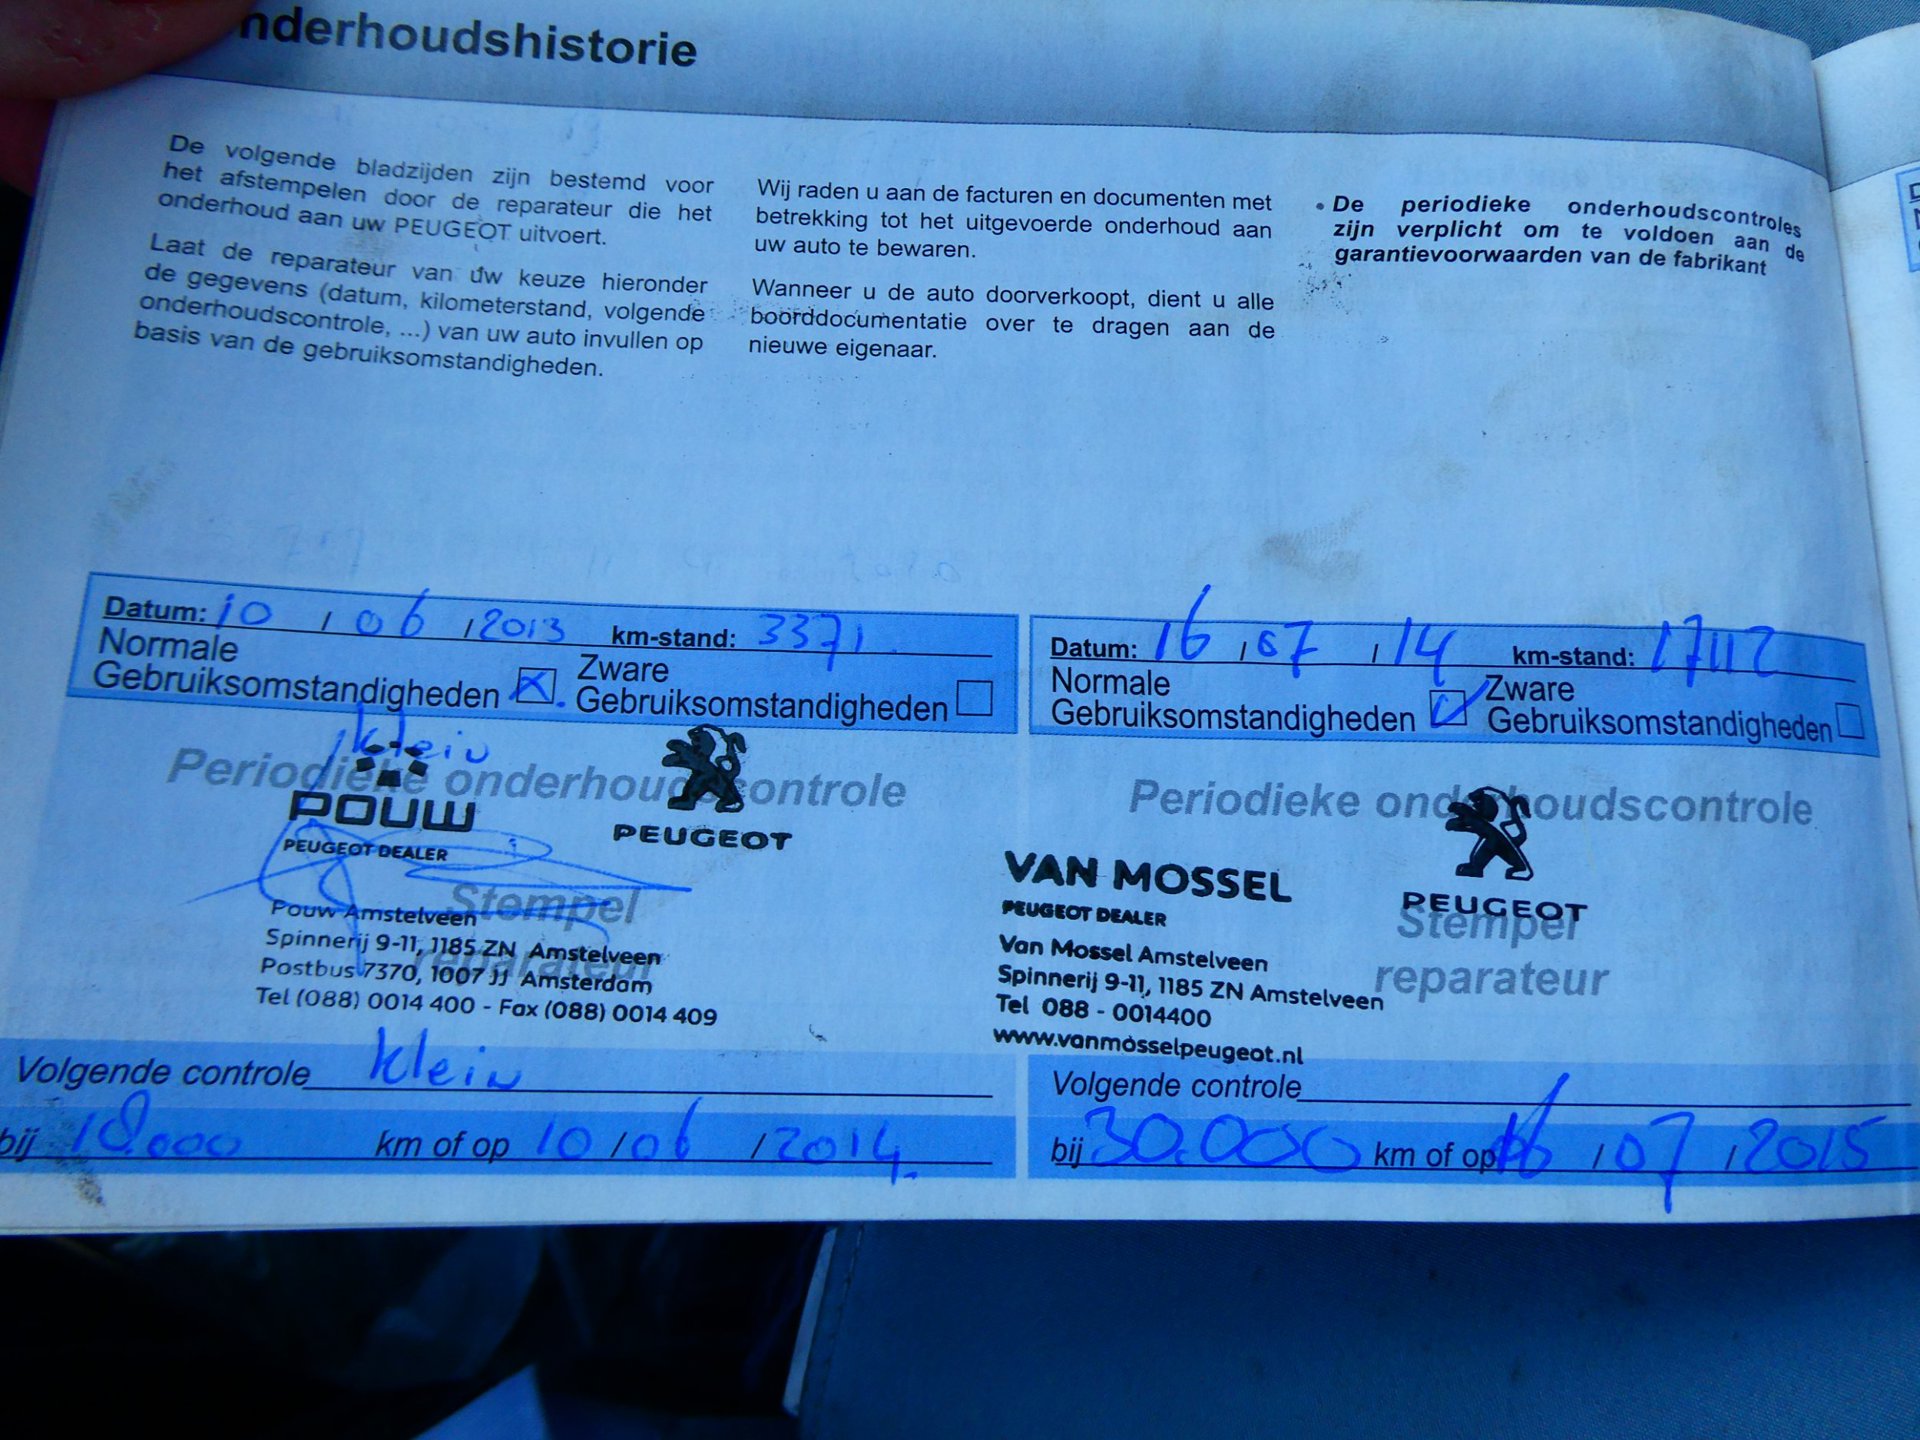 nderhoudshistorie
De volgende bladzijden zijn bestemd voor
het afstempelen door de reparateur die het
onderhoud aan uw PEUGEOT uitvoert.
Laat de reparateur van uw keuze hieronder
de gegevens (datum, kilometerstand, volgende
onderhoudscontrole, ...) van uw auto invullen op
basis van de gebruiksomstandigheden.
Wij raden u aan de facturen en documenten met
betrekking tot het uitgevoerde onderhoud aan
uw auto te bewaren.
Wanneer u de auto doorverkoopt, dient u alle
boorddocumentatie over te dragen aan de
nieuwe eigenaar.
• De periodieke onderhoudscontroles
zijn verplicht om te voldoen aan de
garantievoorwaarden van de fabrikant
Datum: 10 / 06 / 2013 km-stand: 3371
Normale
Gebruiksomstandigheden
Zware
Gebruiksomstandigheden
klein
Periodieke onderhoudscontrole
POUW
PEUGEOT DEALER
PEUGEOT
Stempel
reparateur
Pouw Amstelveen
Spinnerij 9-11, 1185 ZN Amstelveen
Postbus 7370, 1007 JJ Amsterdam
Tel (088) 0014 400 - Fax (088) 0014 409
Volgende controle klein
bij 18.000 km of op 10 / 06 / 2014.
Datum: 16 / 07 / 14 km-stand: 17112
Normale
Gebruiksomstandigheden
Zware
Gebruiksomstandigheden
Periodieke onderhoudscontrole
PEUGEOT
Stempel
reparateur
VAN MOSSEL
PEUGEOT DEALER
Van Mossel Amstelveen
Spinnerij 9-11, 1185 ZN Amstelveen
Tel 088 - 0014400
www.vanmosselpeugeot.nl
Volgende controle
bij 30.000 km of op 16 / 07 / 2015